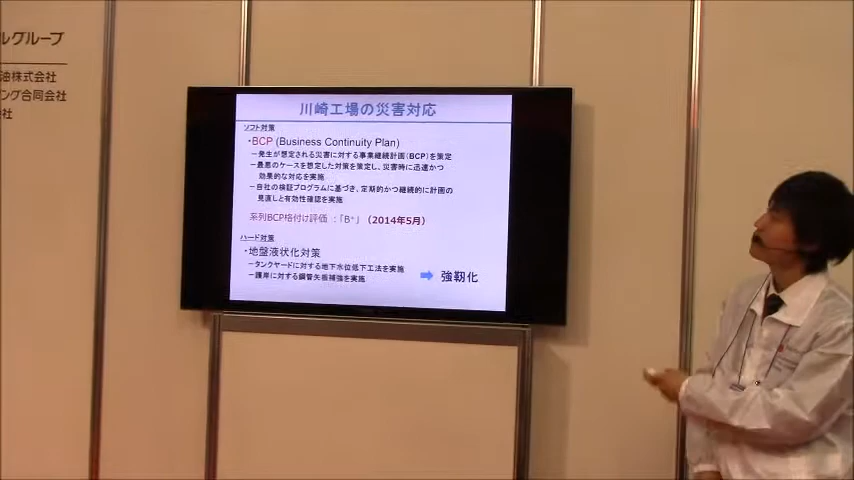 ルグループ
油株式会社
ング合同会社
会社
川崎工場の災害対応
ソフト対策
・BCP (Business Continuity Plan)
－発生が想定される災害に対する事業継続計画(BCP)を策定
－最悪のケースを想定した対策を策定し、災害時に迅速かつ
効果的な対応を実施
－自社の検証プログラムに基づき、定期的かつ継続的に計画の
見直しと有効性確認を実施
系列BCP格付け評価 :「B+」 (2014年5月)
ハード対策
・地盤液状化対策
－タンクヤードに対する地下水位低下工法を実施
－護岸に対する鋼管矢板補強を実施
強靭化